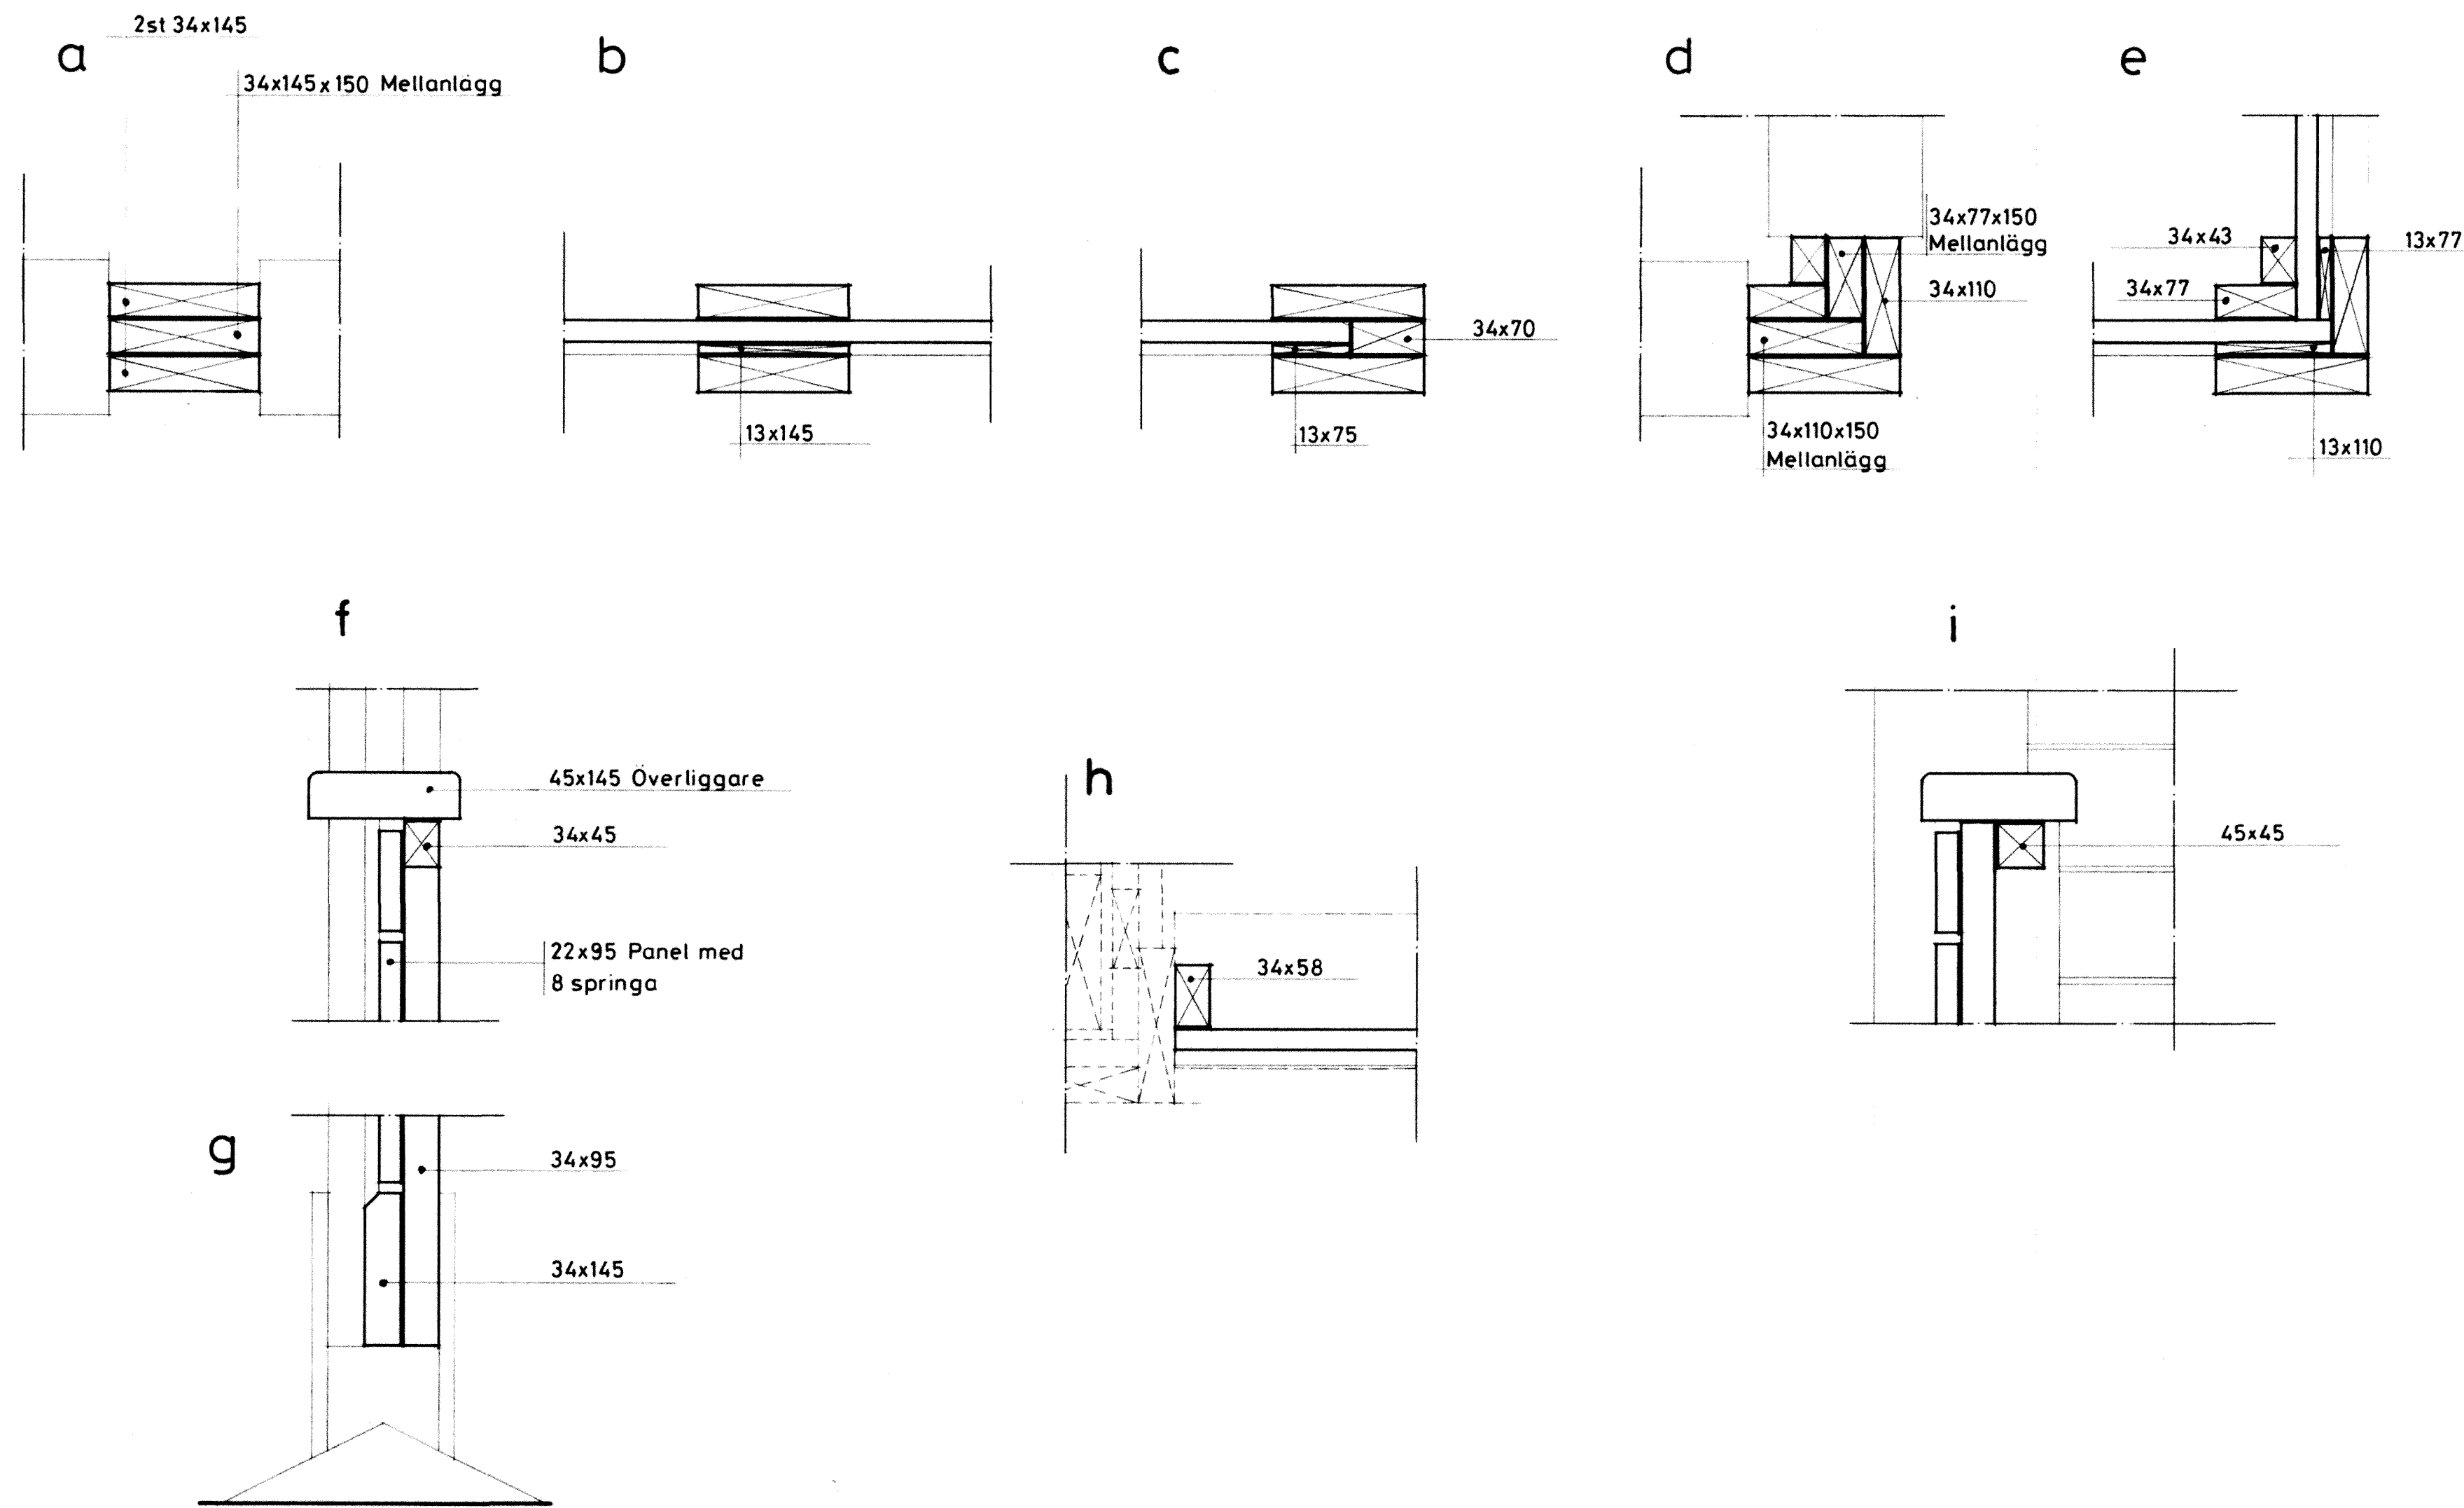 a
2st 34x145
34x145x150 Mellanlägg
b
13x145
c
34x70
13x75
d
34x77x150
Mellanlägg
34x110
34x110x150
Mellanlägg
e
34x43
13x77
34x77
13x110
f
45x145 Överliggare
34x45
22x95 Panel med
8 springa
g
34x95
34x145
h
34x58
i
45x45